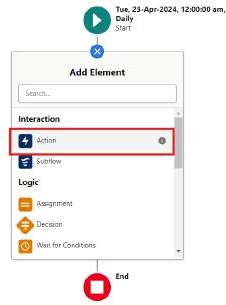 Tue, 23-Apr-2024, 12:00:00 am,
Daily
Start
Add Element
Search...
Interaction
Action
Subflow
Logic
Assignment
Decision
Wait for Conditions
End